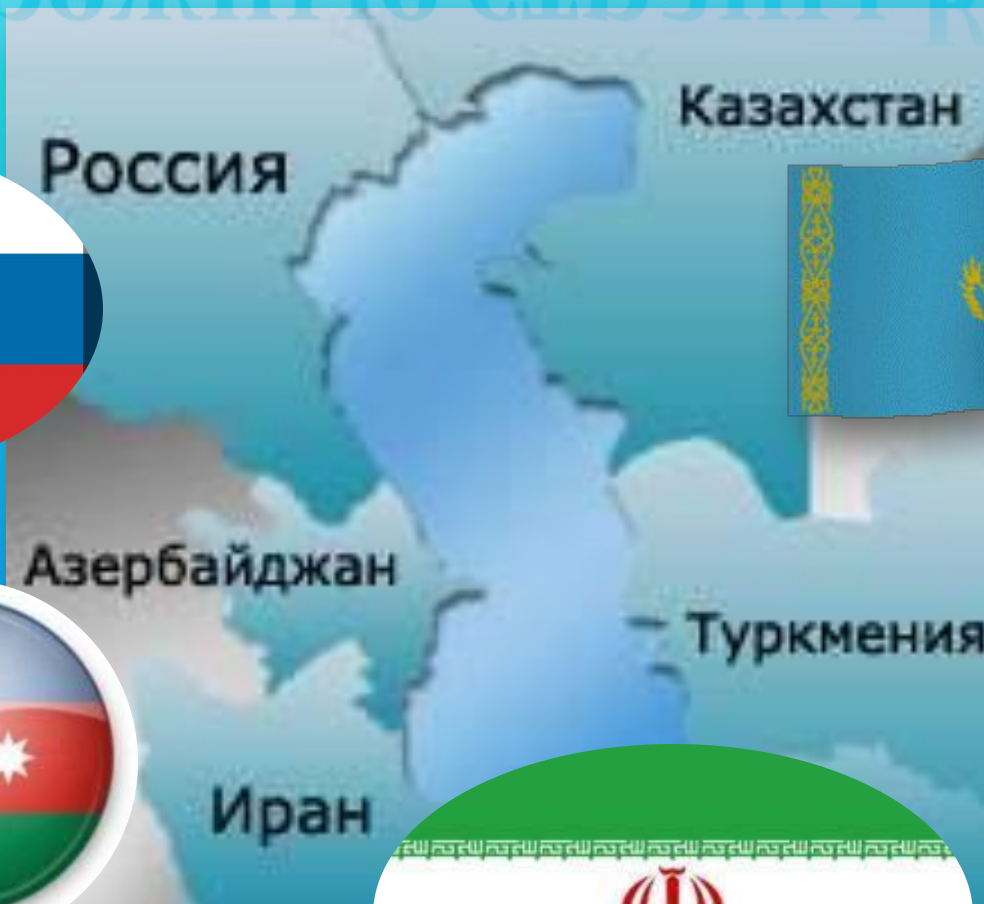 Казахстан
Россия
Азербайджан
Туркмения
Иран